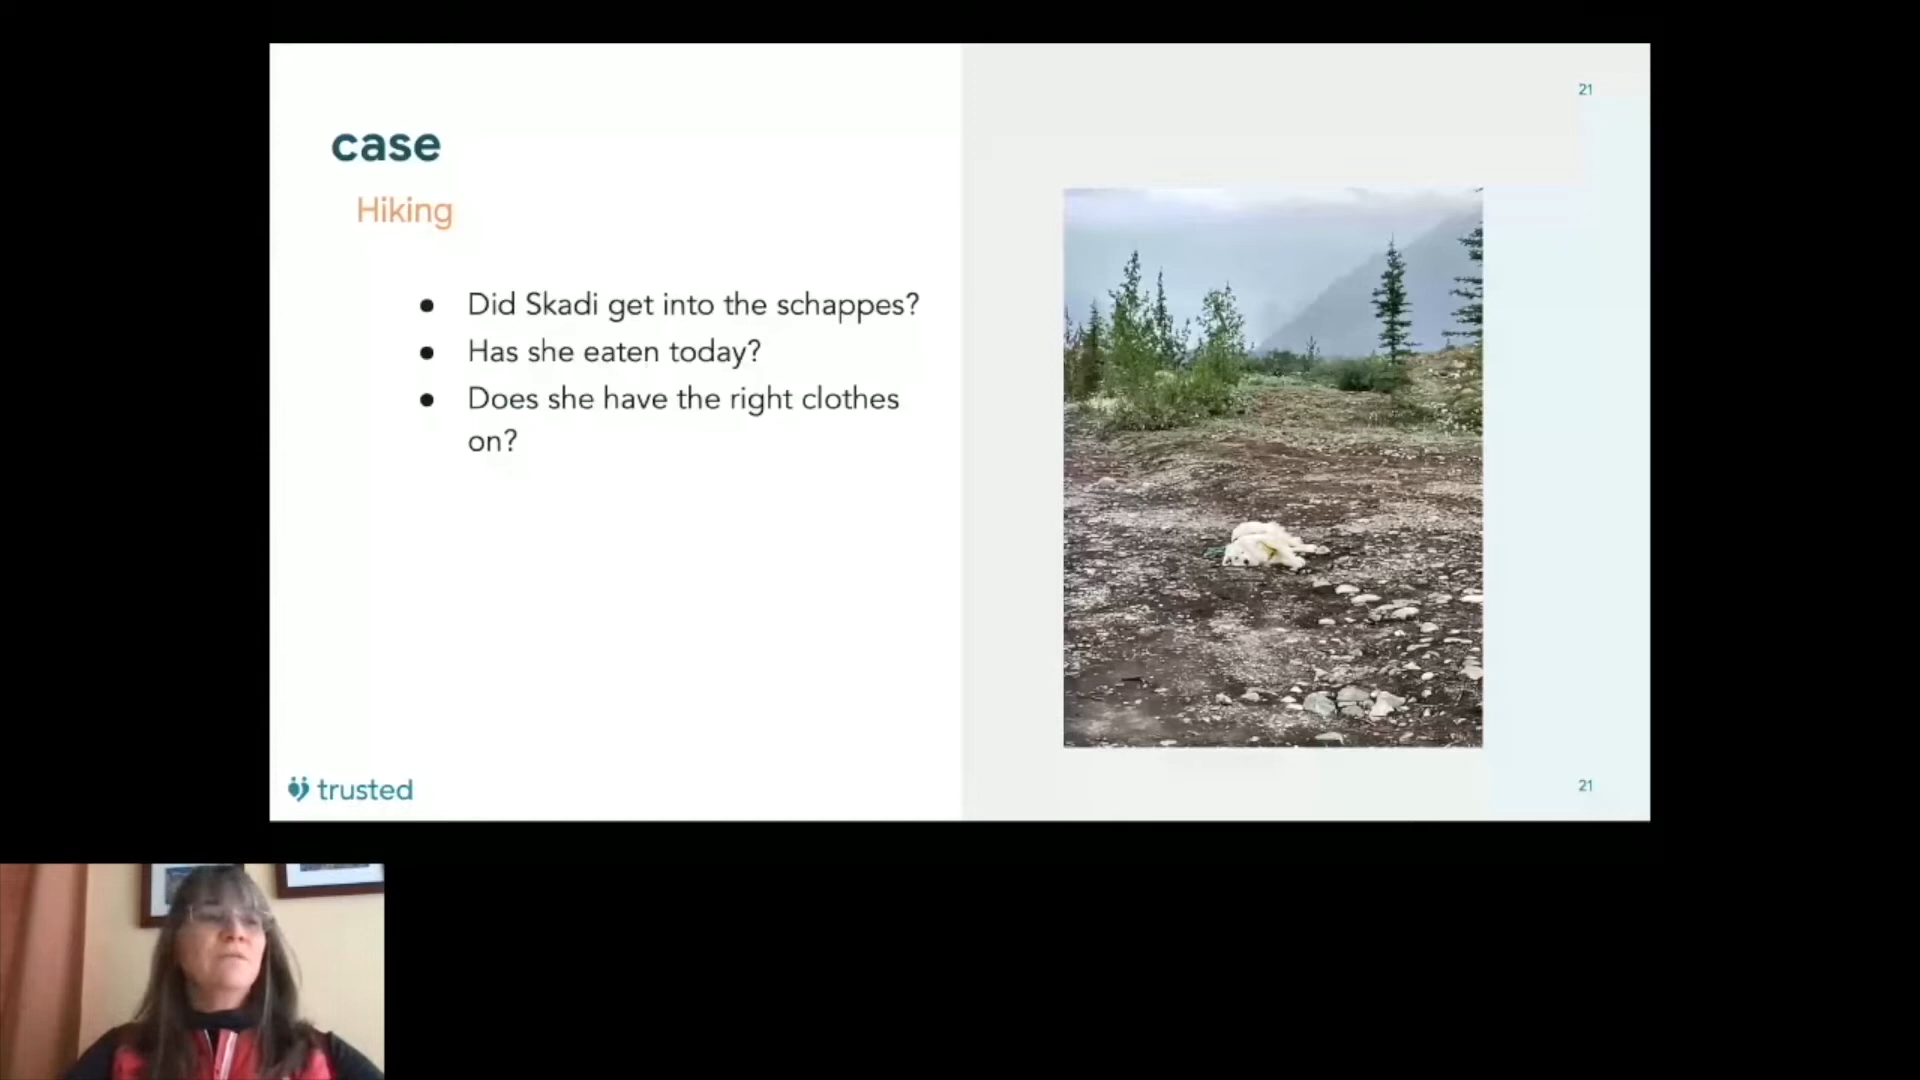 21
case
Hiking
● Did Skadi get into the schappes?
● Has she eaten today?
● Does she have the right clothes
on?
trusted
21